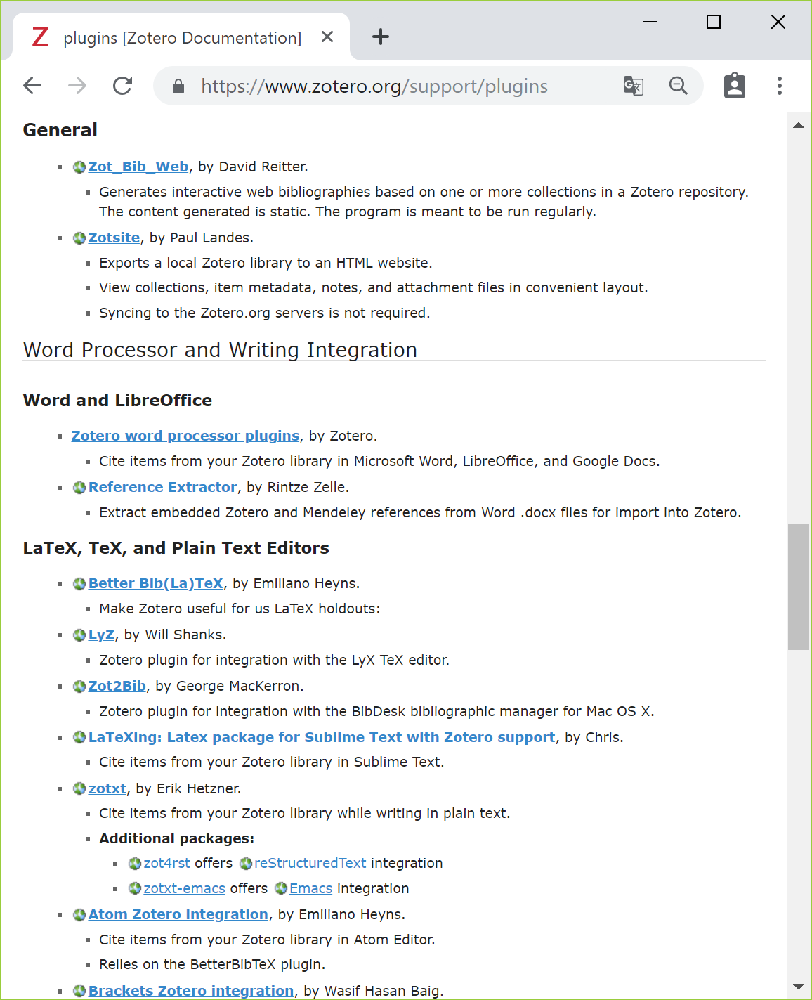 Z plugins [Zotero Documentation]
https://www.zotero.org/support/plugins
General
Zot_Bib_Web, by David Reitter.
Generates interactive web bibliographies based on one or more collections in a Zotero repository.
The content generated is static. The program is meant to be run regularly.
Zotsite, by Paul Landes.
Exports a local Zotero library to an HTML website.
View collections, item metadata, notes, and attachment files in convenient layout.
Syncing to the Zotero.org servers is not required.
Word Processor and Writing Integration
Word and LibreOffice
Zotero word processor plugins, by Zotero.
Cite items from your Zotero library in Microsoft Word, LibreOffice, and Google Docs.
Reference Extractor, by Rintze Zelle.
Extract embedded Zotero and Mendeley references from Word .docx files for import into Zotero.
LaTeX, TeX, and Plain Text Editors
Better Bib(La)TeX, by Emiliano Heyns.
Make Zotero useful for us LaTeX holdouts:
LyZ, by Will Shanks.
Zotero plugin for integration with the LyX TeX editor.
Zot2Bib, by George MacKerron.
Zotero plugin for integration with the BibDesk bibliographic manager for Mac OS X.
LaTeXing: Latex package for Sublime Text with Zotero support, by Chris.
Cite items from your Zotero library in Sublime Text.
zotxt, by Erik Hetzner.
Cite items from your Zotero library while writing in plain text.
Additional packages:
zot4rst offers reStructuredText integration
zotxt-emacs offers Emacs integration
Atom Zotero integration, by Emiliano Heyns.
Cite items from your Zotero library in Atom Editor.
Relies on the BetterBibTeX plugin.
Brackets Zotero integration, by Wasif Hasan Baig.